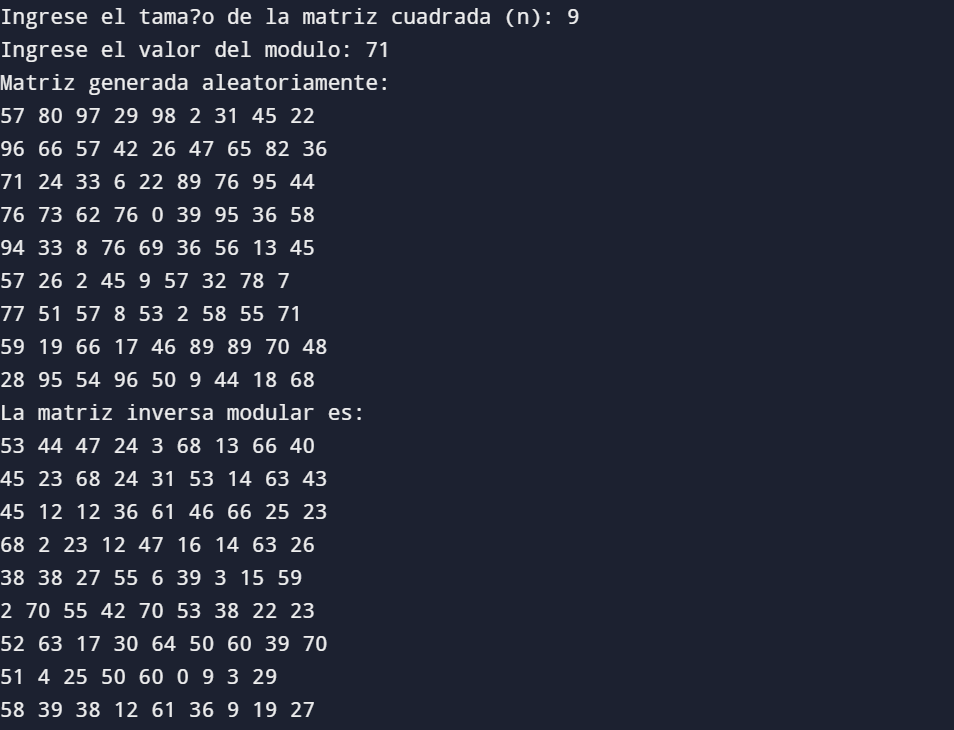 Ingrese el tama?o de la matriz cuadrada (n): 9
Ingrese el valor del modulo: 71
Matriz generada aleatoriamente:
57 80 97 29 98 2 31 45 22
96 66 57 42 26 47 65 82 36
71 24 33 6 22 89 76 95 44
76 73 62 76 0 39 95 36 58
94 33 8 76 69 36 56 13 45
57 26 2 45 9 57 32 78 7
77 51 57 8 53 2 58 55 71
59 19 66 17 46 89 89 70 48
28 95 54 96 50 9 44 18 68
La matriz inversa modular es:
53 44 47 24 3 68 13 66 40
45 23 68 24 31 53 14 63 43
45 12 12 36 61 46 66 25 23
68 2 23 12 47 16 14 63 26
38 38 27 55 6 39 3 15 59
2 70 55 42 70 53 38 22 23
52 63 17 30 64 50 60 39 70
51 4 25 50 60 0 9 3 29
58 39 38 12 61 36 9 19 27